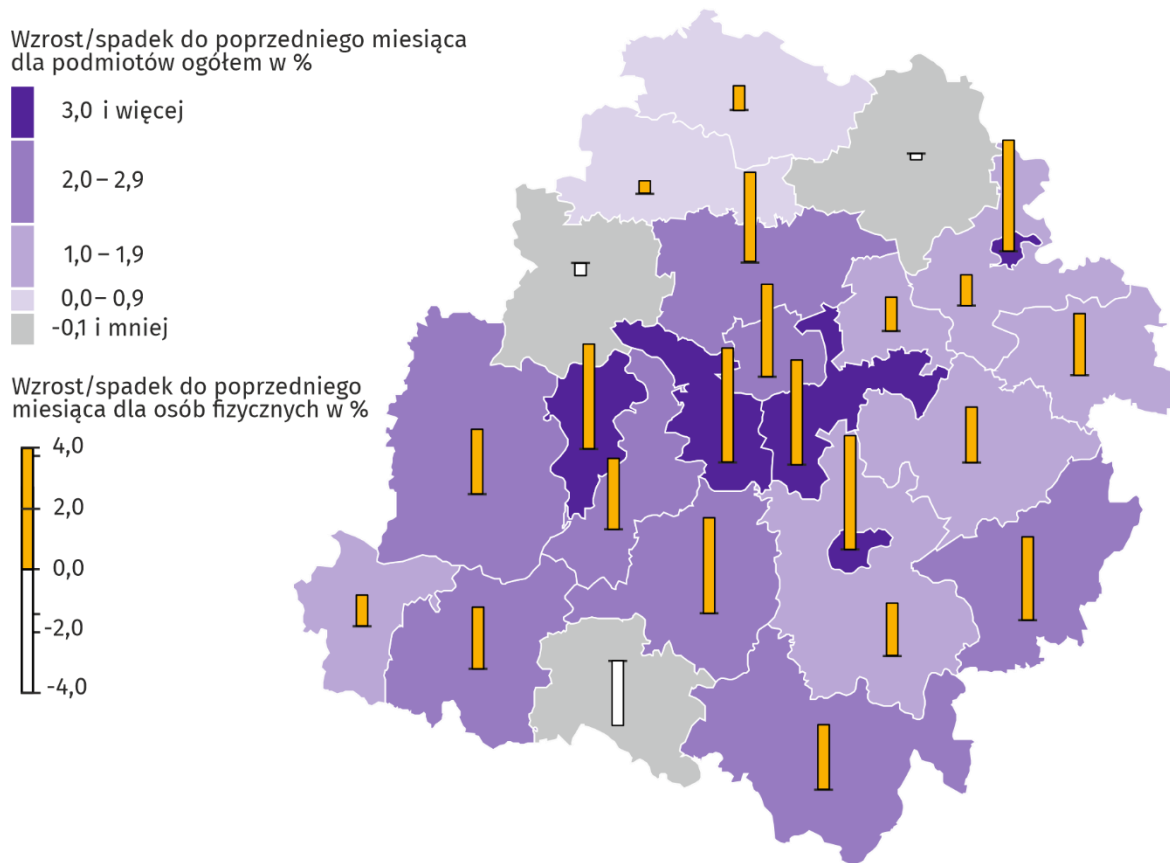 Wzrost/spadek do poprzedniego miesiąca
dla podmiotów ogółem w %
3,0 i więcej
2,0 – 2,9
1,0 – 1,9
0,0 – 0,9
-0,1 i mniej
Wzrost/spadek do poprzedniego
miesiąca dla osób fizycznych w %
4,0
2,0
0,0
-2,0
-4,0